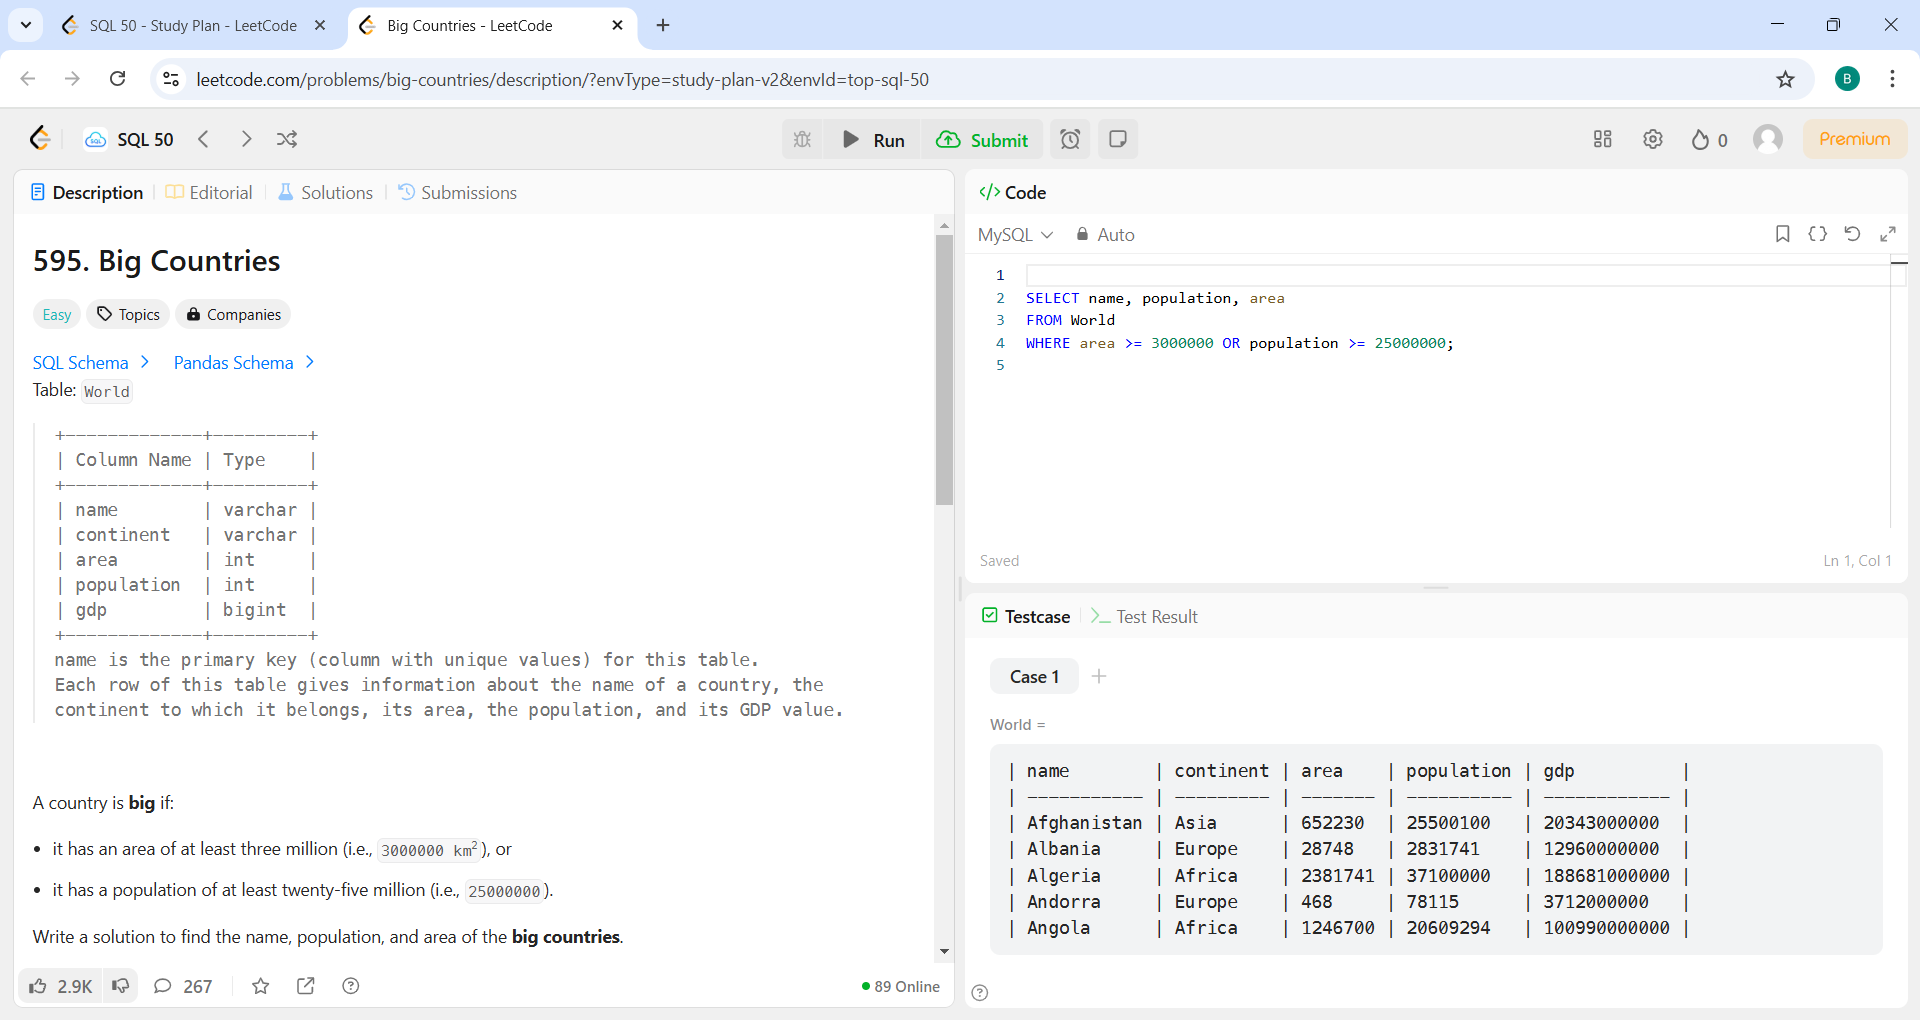 SQL 50 - Study Plan - LeetCode
Big Countries - LeetCode
leetcode.com/problems/big-countries/description/?envType=study-plan-v2&envId=top-sql-50
B
SQL
SQL 50
Run
Submit
0
Premium
Description
Editorial
Solutions
Submissions
595. Big Countries
Easy
Topics
Companies
SQL Schema
Pandas Schema
Table: World
+-------------+---------+
| Column Name | Type    |
+-------------+---------+
| name        | varchar |
| continent   | varchar |
| area        | int     |
| population  | int     |
| gdp         | bigint  |
+-------------+---------+
name is the primary key (column with unique values) for this table.
Each row of this table gives information about the name of a country, the
continent to which it belongs, its area, the population, and its GDP value.
A country is big if:
• it has an area of at least three million (i.e., 3000000 km²), or
• it has a population of at least twenty-five million (i.e., 25000000).
Write a solution to find the name, population, and area of the big countries.
2.9K
267
89 Online
</> Code
MySQL
Auto
1
2 SELECT name, population, area
3 FROM World
4 WHERE area >= 3000000 OR population >= 25000000;
5
Saved
Ln 1, Col 1
Testcase
>_ Test Result
Case 1
World =
| name        | continent | area    | population | gdp          |
| ----------- | --------- | ------- | ---------- | ------------ |
| Afghanistan | Asia      | 652230  | 25500100   | 20343000000  |
| Albania     | Europe    | 28748   | 2831741    | 12960000000  |
| Algeria     | Africa    | 2381741 | 37100000   | 188681000000 |
| Andorra     | Europe    | 468     | 78115      | 3712000000   |
| Angola      | Africa    | 1246700 | 20609294   | 100990000000 |